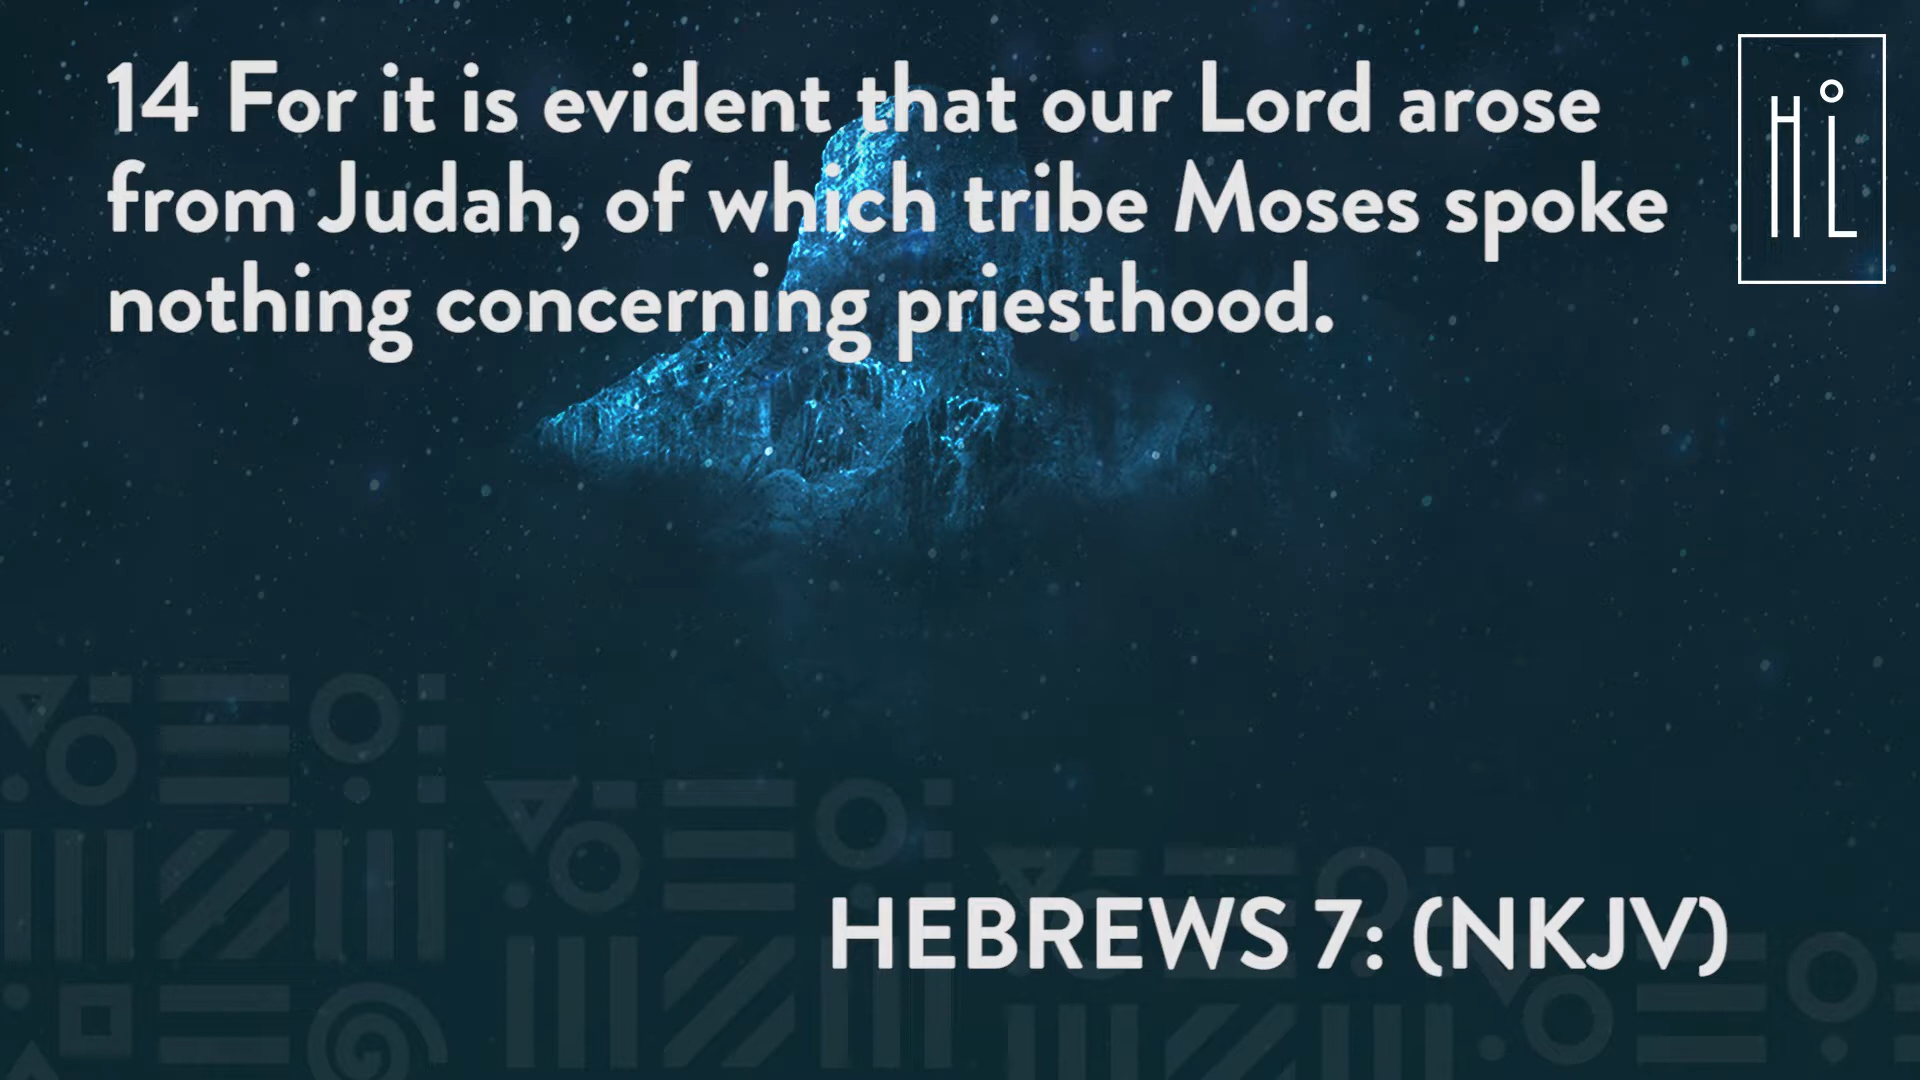 14 For it is evident that our Lord arose
from Judah, of which tribe Moses spoke
nothing concerning priesthood.
HiL
HEBREWS 7: (NKJV)